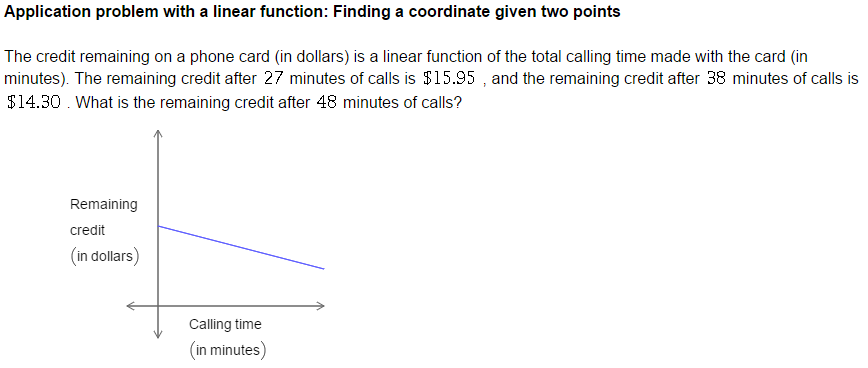 Application problem with a linear function: Finding a coordinate given two points
The credit remaining on a phone card (in dollars) is a linear function of the total calling time made with the card (in
minutes). The remaining credit after 27 minutes of calls is $15.95 , and the remaining credit after 38 minutes of calls is
$14.30 . What is the remaining credit after 48 minutes of calls?
Remaining
credit
(in dollars)
Calling time
(in minutes)